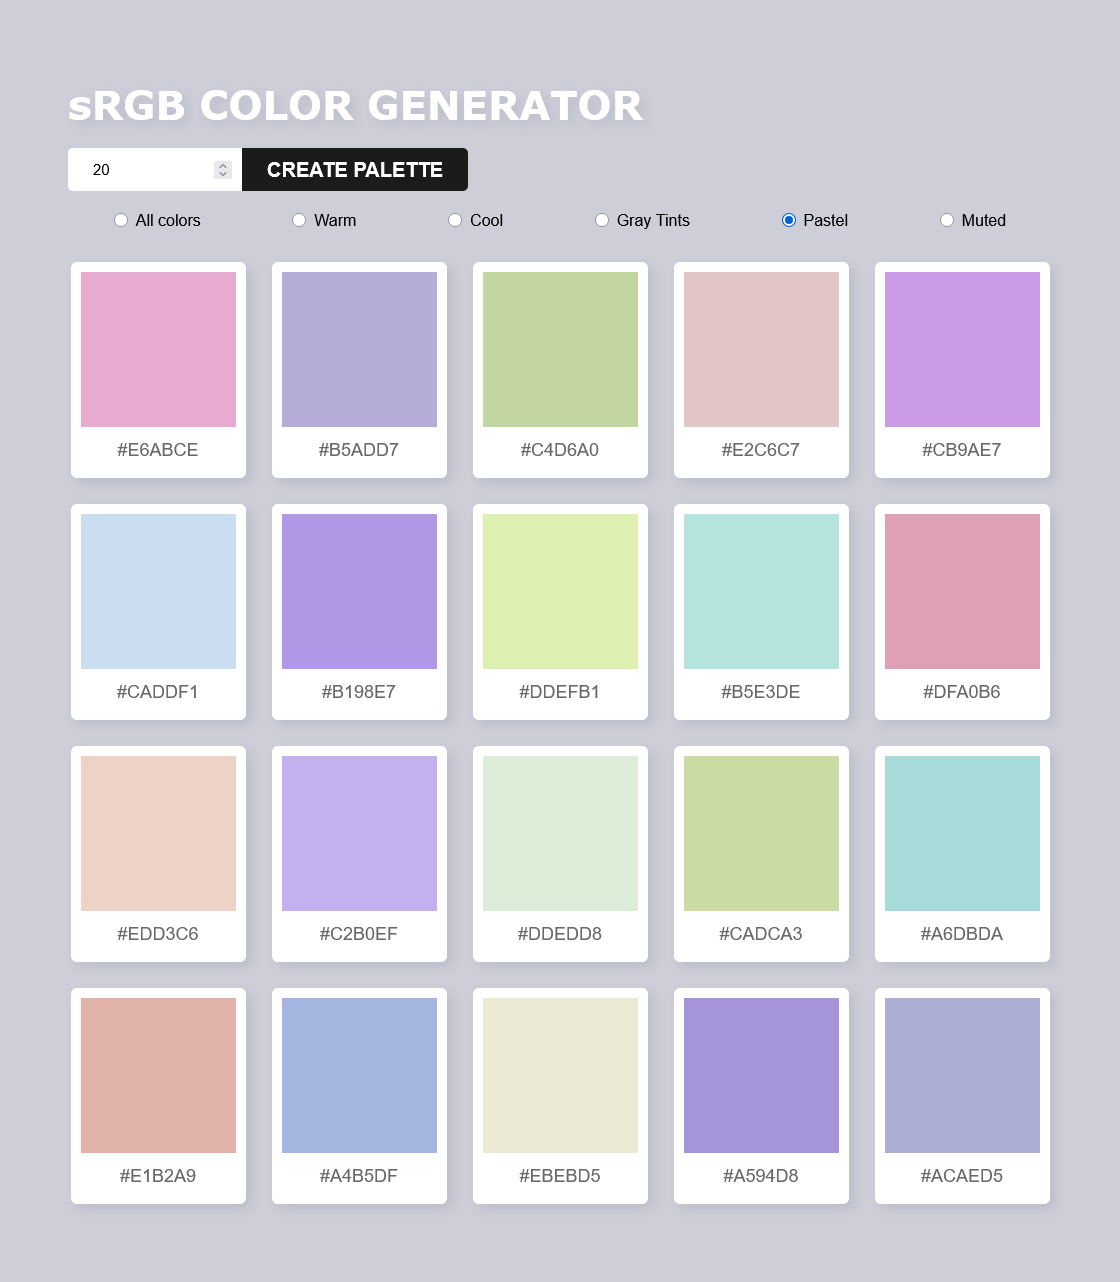 sRGB COLOR GENERATOR
20 CREATE PALETTE
All colors Warm Cool Gray Tints Pastel Muted
#E6ABCE #B5ADD7 #C4D6A0 #E2C6C7 #CB9AE7
#CADDF1 #B198E7 #DDEFB1 #B5E3DE #DFA0B6
#EDD3C6 #C2B0EF #DDEDD8 #CADCA3 #A6DBDA
#E1B2A9 #A4B5DF #EBEBD5 #A594D8 #ACAED5